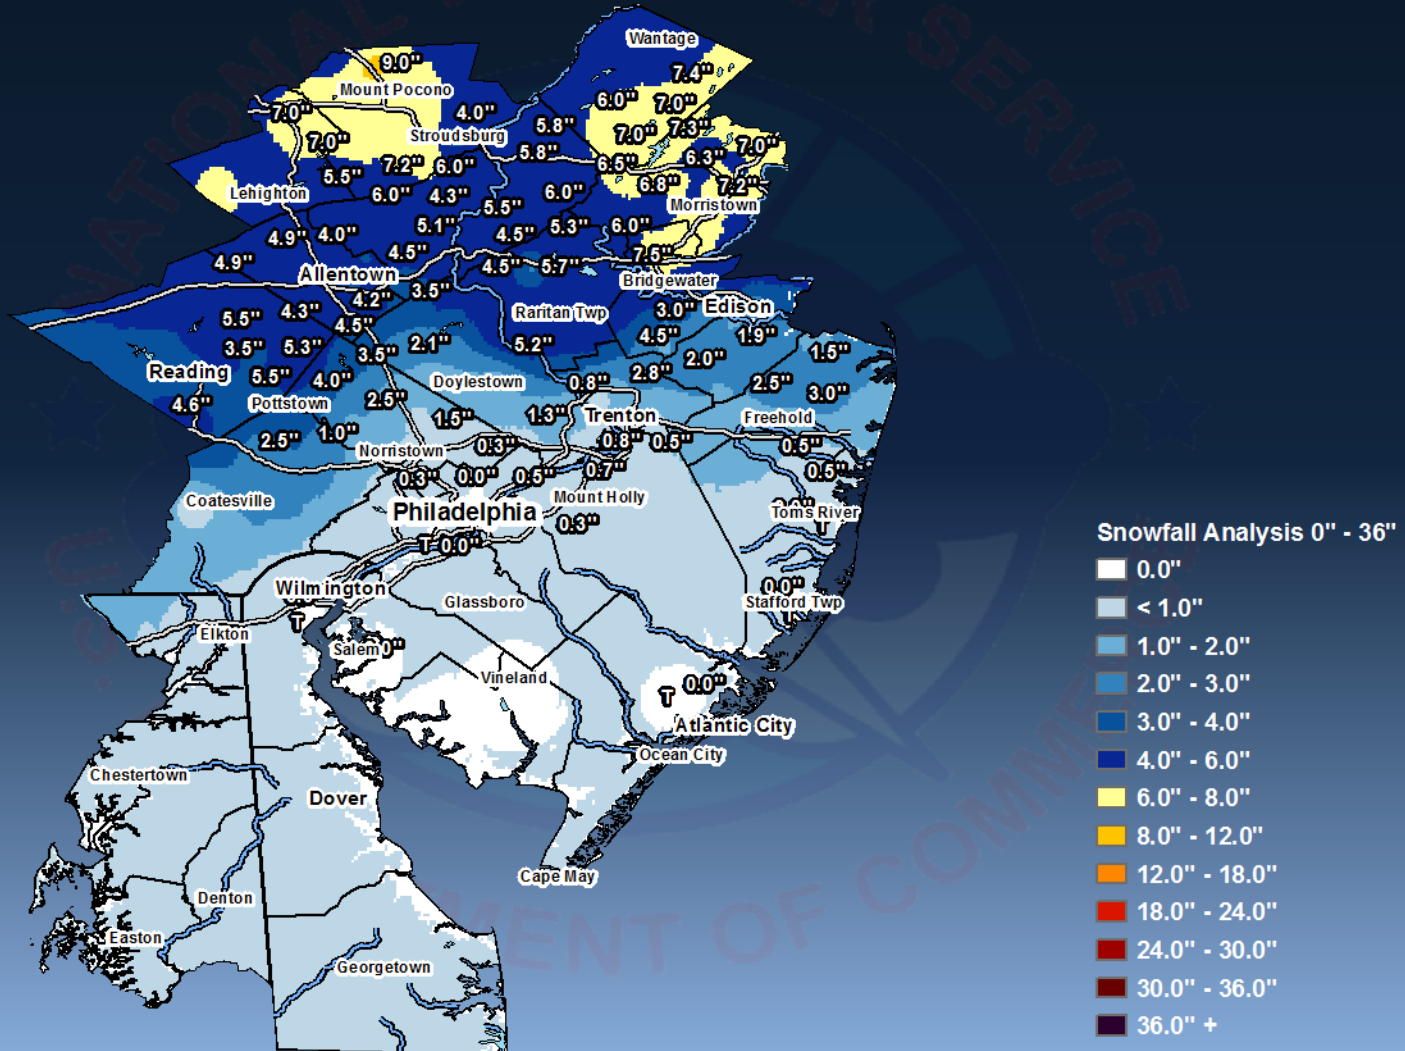 NATIONAL WEATHER SERVICE
Wantage
9.0"
7.4"
Mount Pocono
6.0"
7.0"
7.0"
4.0"
5.8"
7.0"
7.3"
7.0"
Stroudsburg
7.0"
5.8"
6.5"
6.3"
7.2"
6.0"
5.5"
6.8"
7.2"
Lehighton
6.0"
4.3"
6.0"
5.5"
Morristown
5.1"
5.3"
6.0"
4.9"
4.0"
4.5"
4.5"
7.5"
4.9"
4.5"
5.7"
Allentown
Bridgewater
3.5"
4.2"
Edison
5.5"
4.3"
Raritan Twp
3.0"
4.5"
4.5"
1.9"
3.5"
5.3"
2.1"
5.2"
1.5"
3.5"
2.0"
Reading
5.5"
4.0"
Doylestown
0.8"
2.8"
2.5"
3.0"
4.6"
Pottstown
2.5"
1.5"
1.3"
Trenton
Freehold
2.5"
1.0"
0.3"
0.8"
0.5"
0.5"
Norristown
0.3"
0.0"
0.5"
0.7"
0.5"
Coatesville
Mount Holly
Philadelphia
Toms River
0.3"
T
T 0.0"
Wilmington
0.0"
Glassboro
Stafford Twp
T
Elkton
Salem
Vineland
0.0"
T
Atlantic City
Ocean City
Chestertown
Dover
Cape May
Denton
Easton
Georgetown
Snowfall Analysis 0" - 36"
0.0"
< 1.0"
1.0" - 2.0"
2.0" - 3.0"
3.0" - 4.0"
4.0" - 6.0"
6.0" - 8.0"
8.0" - 12.0"
12.0" - 18.0"
18.0" - 24.0"
24.0" - 30.0"
30.0" - 36.0"
36.0" +